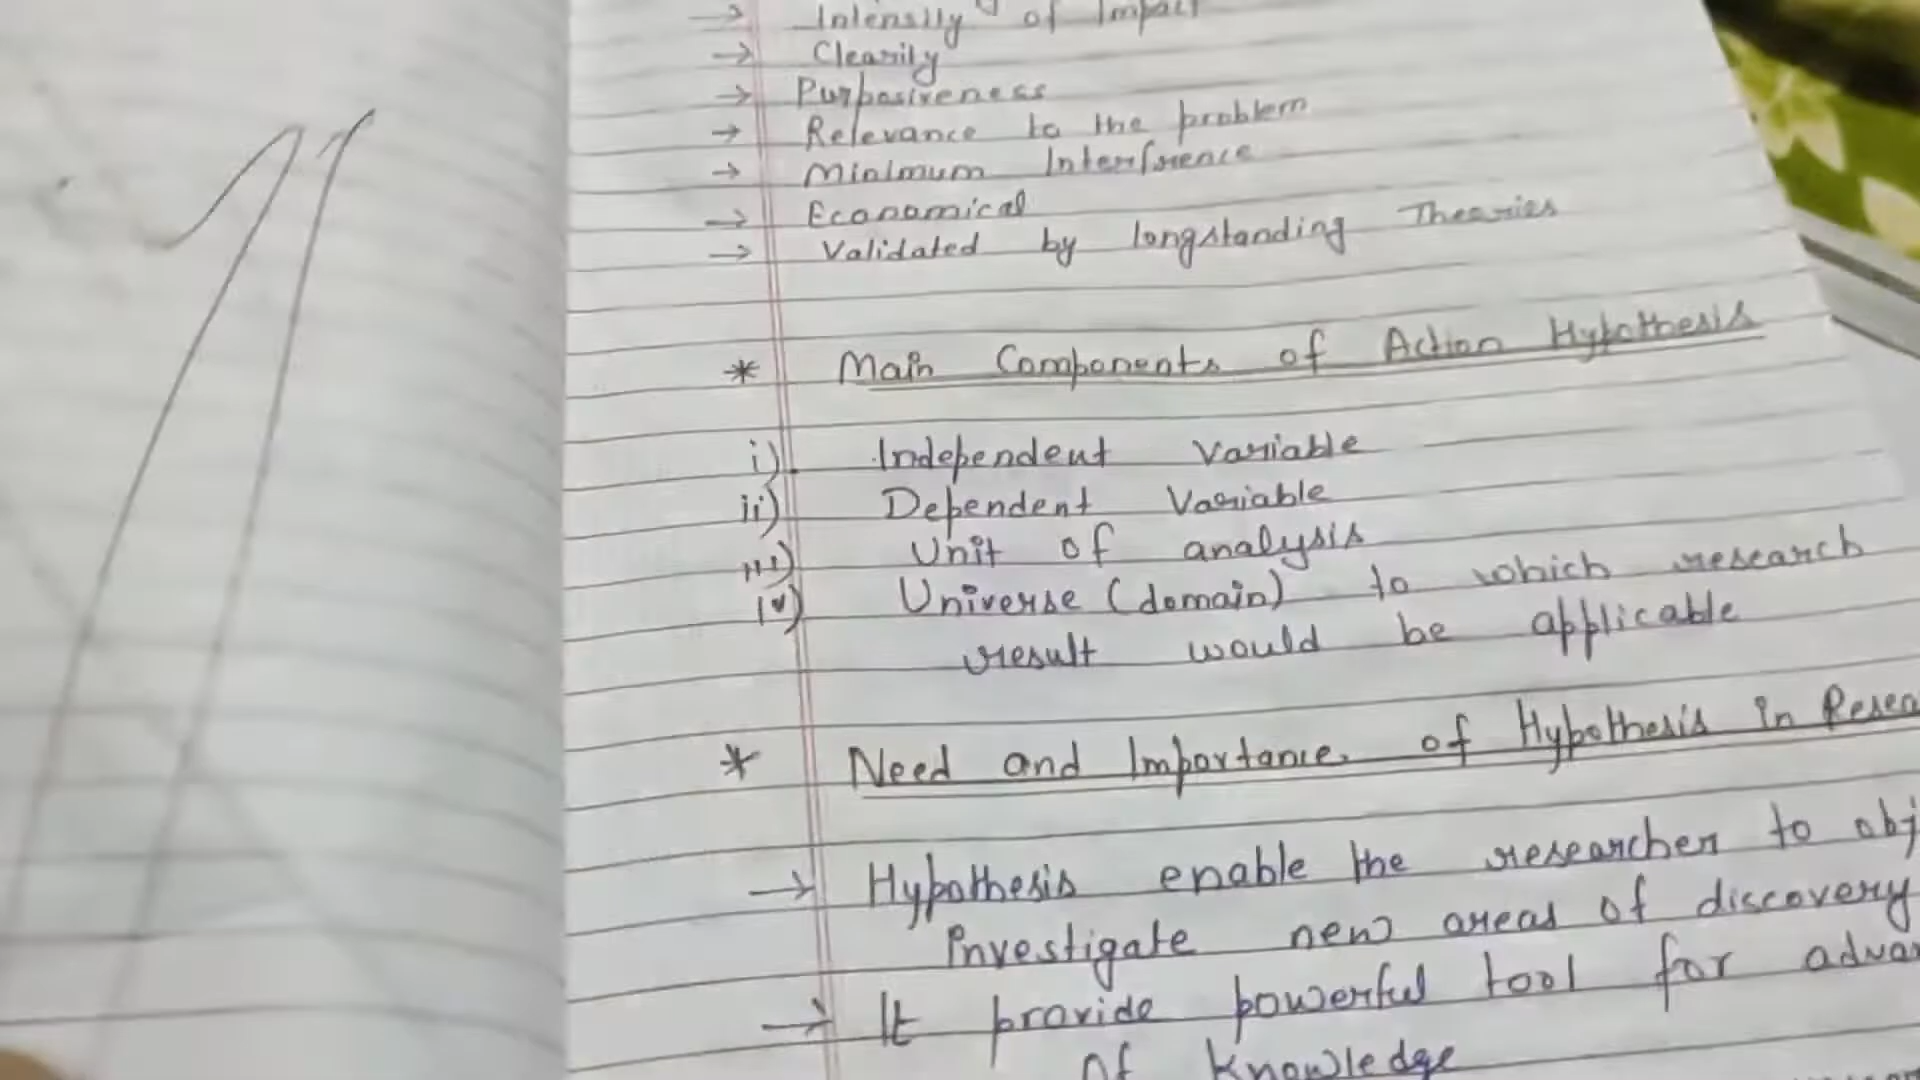 → Intensity of Impact
→ Clearity
→ Purposiveness
→ Relevance to the problem
→ Minimum Interference
→ Economical
→ Validated by longstanding Theories
* Main Components of Action Hypothesis
i) Independent Variable
ii) Dependent Variable
iii) Unit of analysis
iv) Universe (domain) to which research
result would be applicable
* Need and Importance of Hypothesis in Resea
→ Hypothesis enable the researcher to obj
investigate new areas of discovery
→ It provide powerful tool for advan
of knowledge